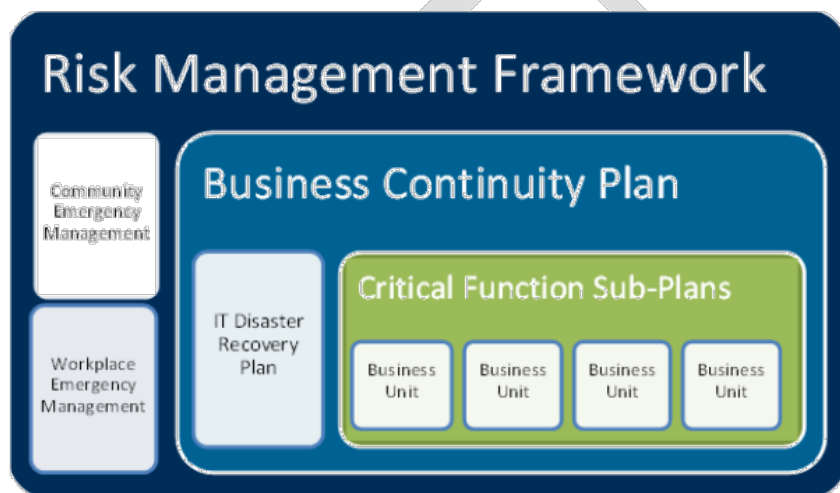 Risk Management Framework
Community
Emergency
Management
Business Continuity Plan
IT Disaster
Recovery
Plan
Critical Function Sub-Plans
Business
Unit
Business
Unit
Business
Unit
Business
Unit
Workplace
Emergency
Management